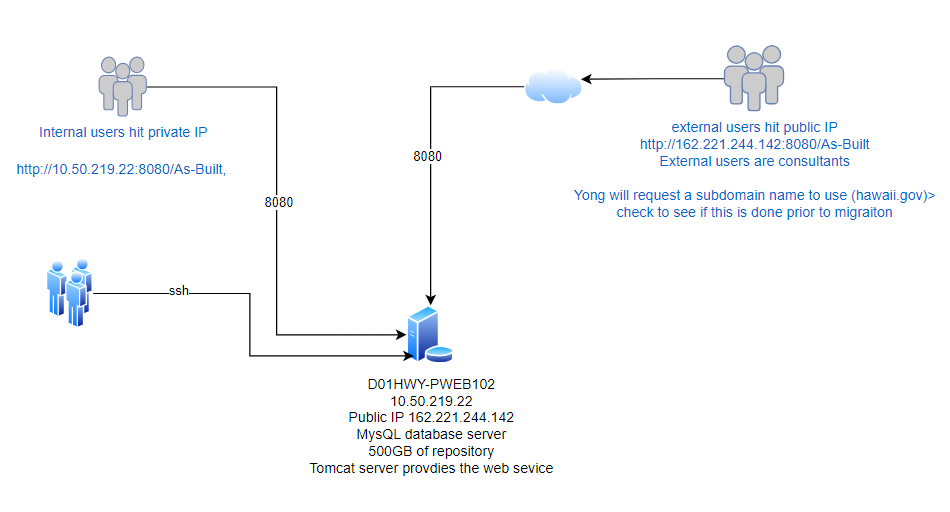 Internal users hit private IP
http://10.50.219.22:8080/As-Built,
external users hit public IP
http://162.221.244.142:8080/As-Built
External users are consultants
Yong will request a subdomain name to use (hawaii.gov)>
check to see if this is done prior to migraiton
8080
8080
ssh
D01HWY-PWEB102
10.50.219.22
Public IP 162.221.244.142
MysQL database server
500GB of repository
Tomcat server provdies the web sevice